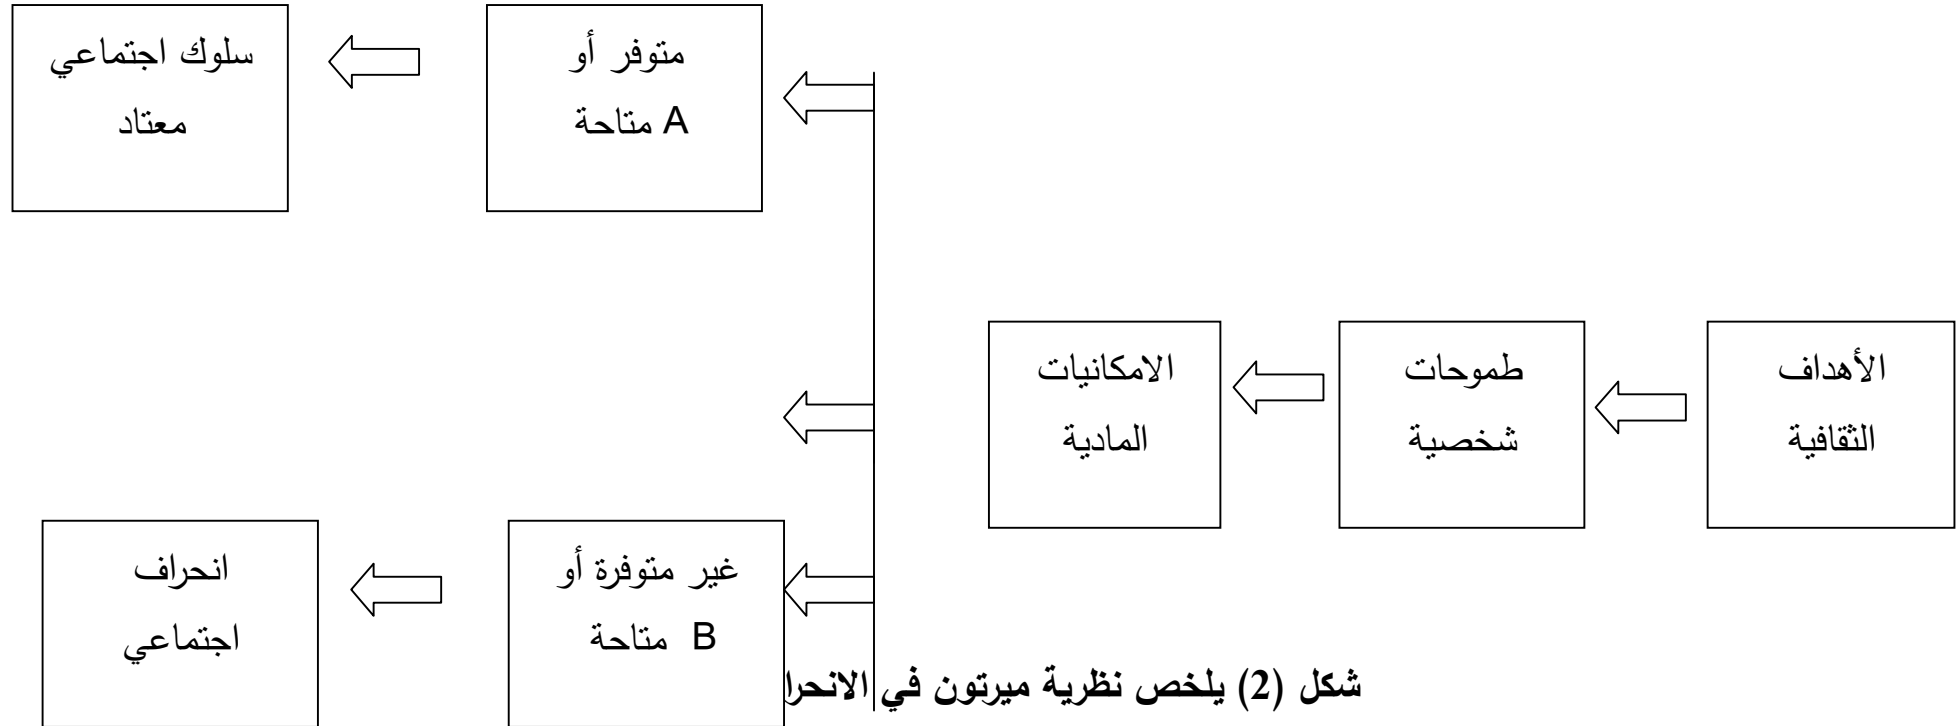 الأهداف
الثقافية
طموحات
شخصية
الامكانيات
المادية
متوفر أو
متاحة A
سلوك اجتماعي
معتاد
غير متوفرة أو
متاحة B
انحراف
اجتماعي
شكل (2) يلخص نظرية ميرتون في الانحرا